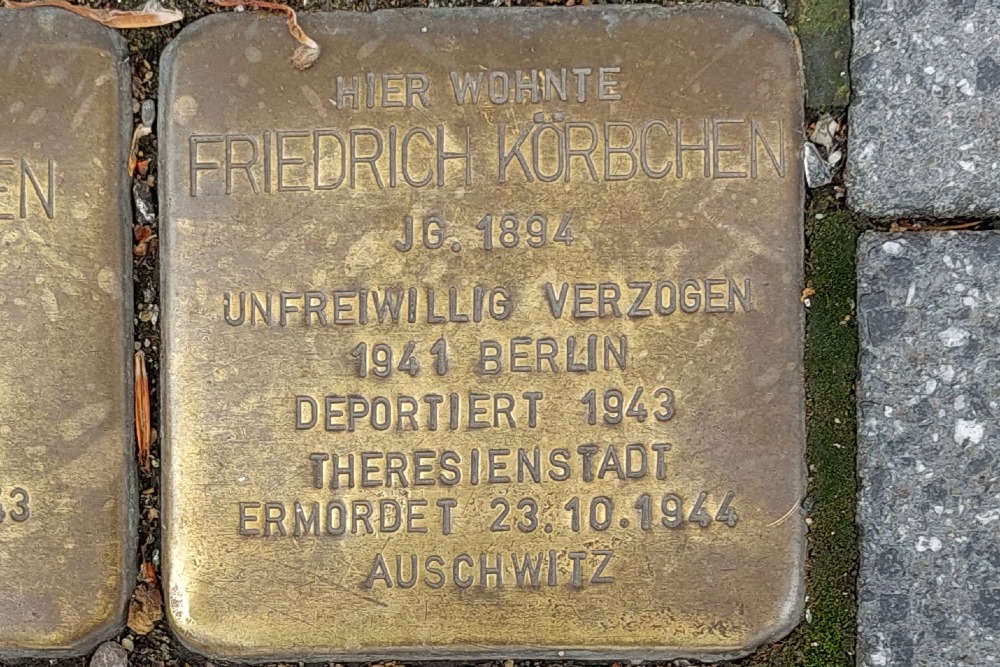 HIER WOHNTE
FRIEDRICH KÖRBCHEN
JG. 1894
UNFREIWILLIG VERZOGEN
1941 BERLIN
DEPORTIERT 1943
THERESIENSTADT
ERMORDET 23.10.1944
AUSCHWITZ